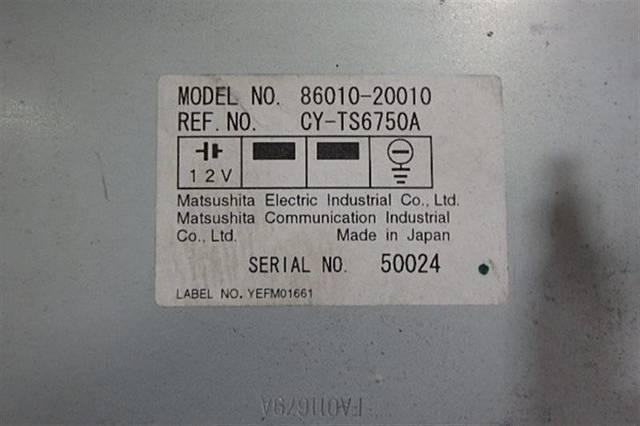 MODEL NO. 86010-20010
REF. NO. CY-TS6750A
12V
Matsushita Electric Industrial Co., Ltd.
Matsushita Communication Industrial
Co., Ltd. Made in Japan
SERIAL NO. 50024
LABEL NO. YEFM01661
FA011679A